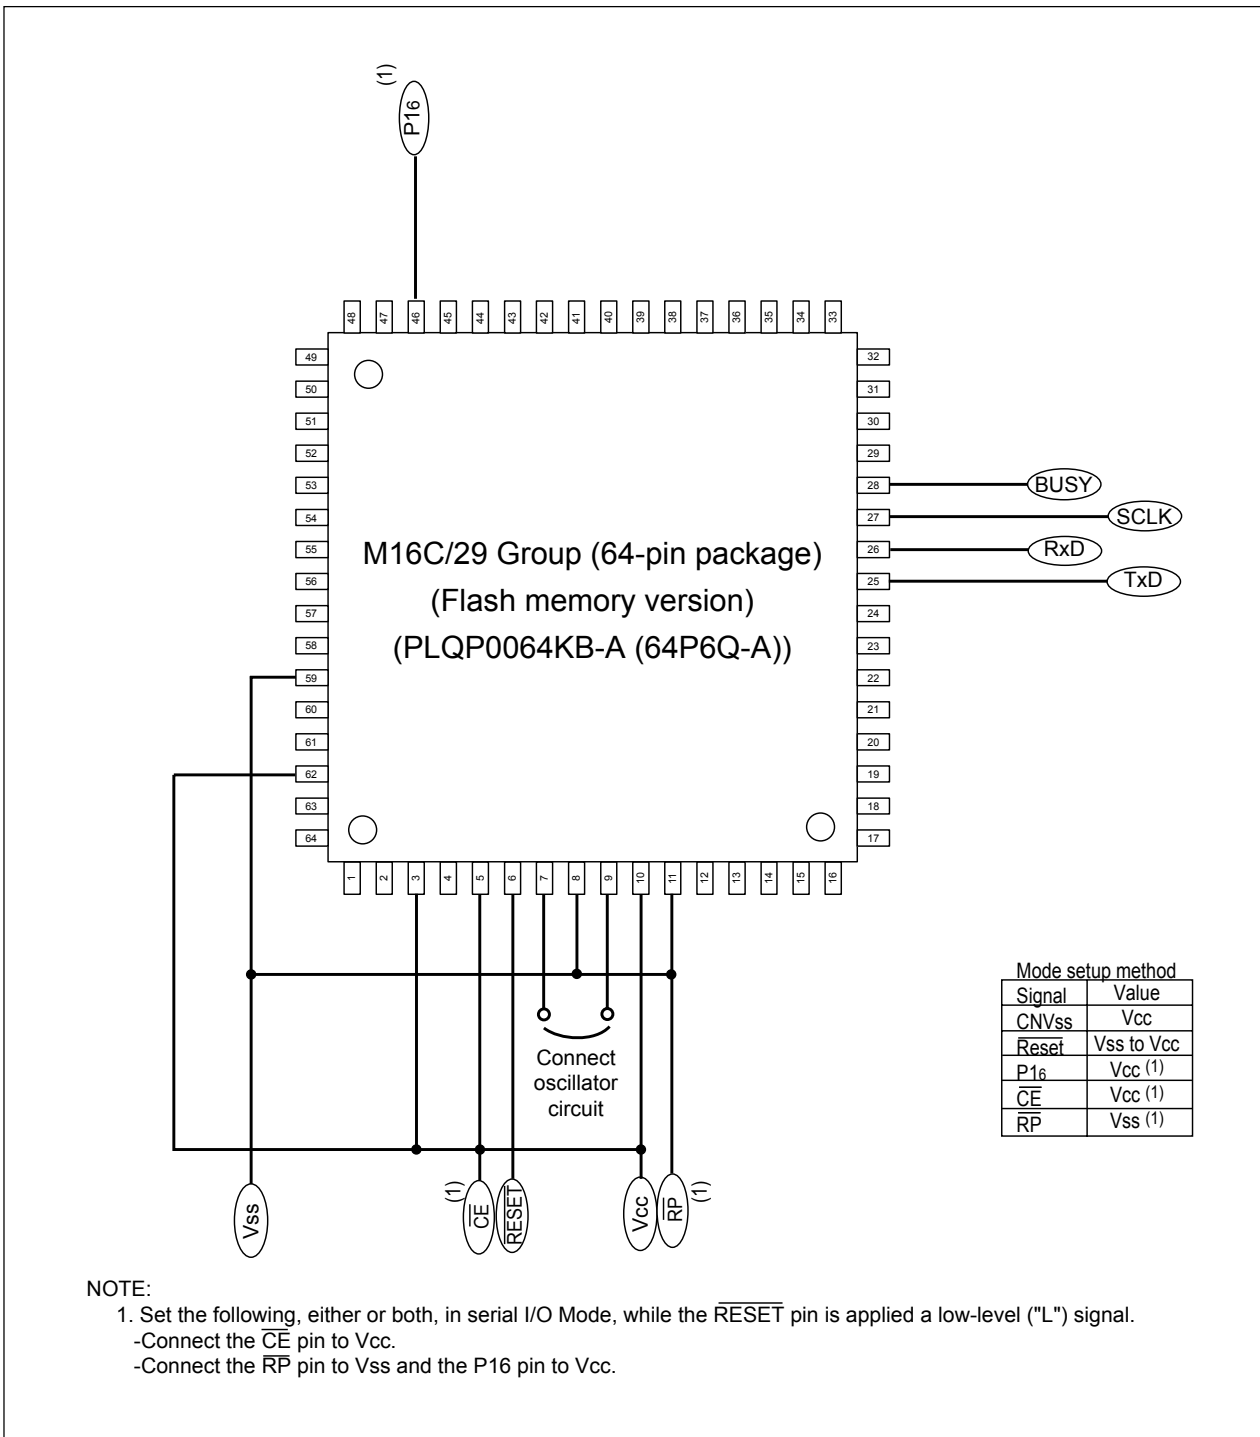 (1)
P16
48 47 46 45 44 43 42 41 40 39 38 37 36 35 34 33
49
50
51
52
53
54
55
56
57
58
59
60
61
62
63
64
32
31
30
29
28
27
26
25
24
23
22
21
20
19
18
17
BUSY
SCLK
RxD
TxD
M16C/29 Group (64-pin package)
(Flash memory version)
(PLQP0064KB-A (64P6Q-A))
1 2 3 4 5 6 7 8 9 10 11 12 13 14 15 16
Connect
oscillator
circuit
Vss
(1)
CE
RESET
Vcc
RP
(1)
Mode setup method
Signal Value
CNVss Vcc
Reset Vss to Vcc
P16 Vcc (1)
CE Vcc (1)
RP Vss (1)
NOTE:
1. Set the following, either or both, in serial I/O Mode, while the RESET pin is applied a low-level ("L") signal.
-Connect the CE pin to Vcc.
-Connect the RP pin to Vss and the P16 pin to Vcc.